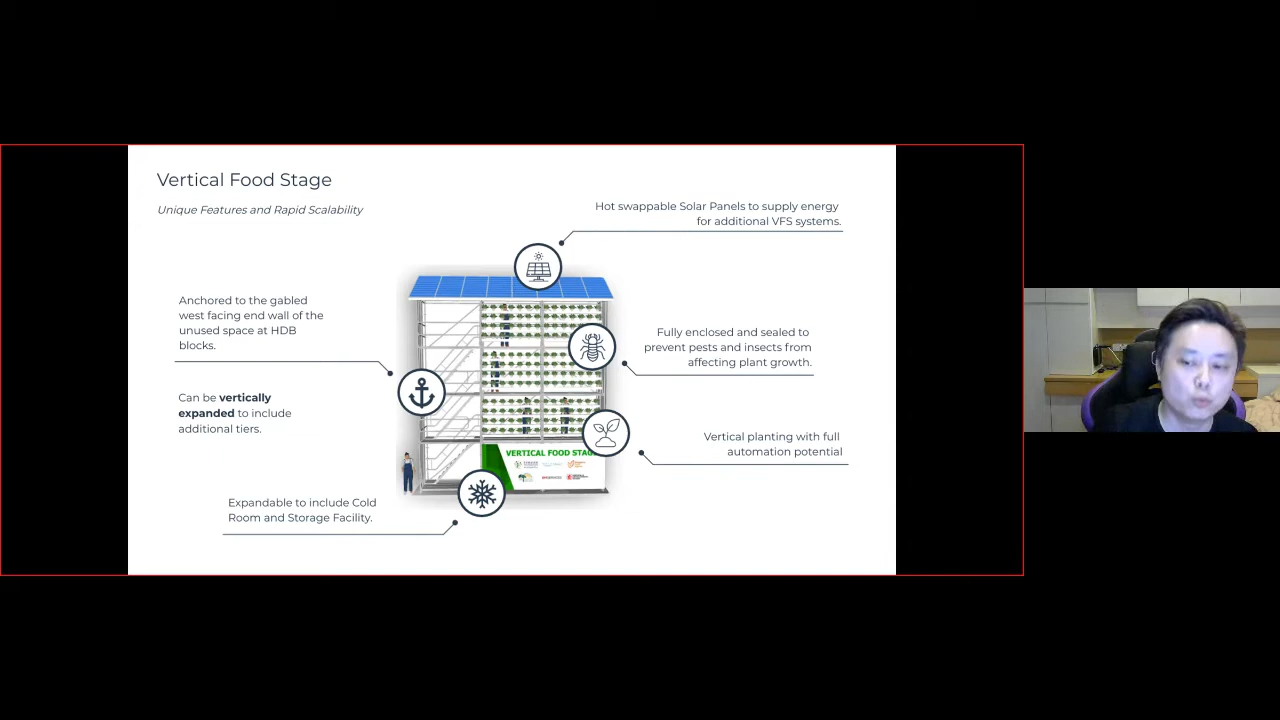 Vertical Food Stage
Unique Features and Rapid Scalability
Hot swappable Solar Panels to supply energy
for additional VFS systems.
Anchored to the gabled
west facing end wall of the
unused space at HDB
blocks.
Fully enclosed and sealed to
prevent pests and insects from
affecting plant growth.
Can be vertically
expanded to include
additional tiers.
Vertical planting with full
automation potential
VERTICAL FOOD STAG
Expandable to include Cold
Room and Storage Facility.